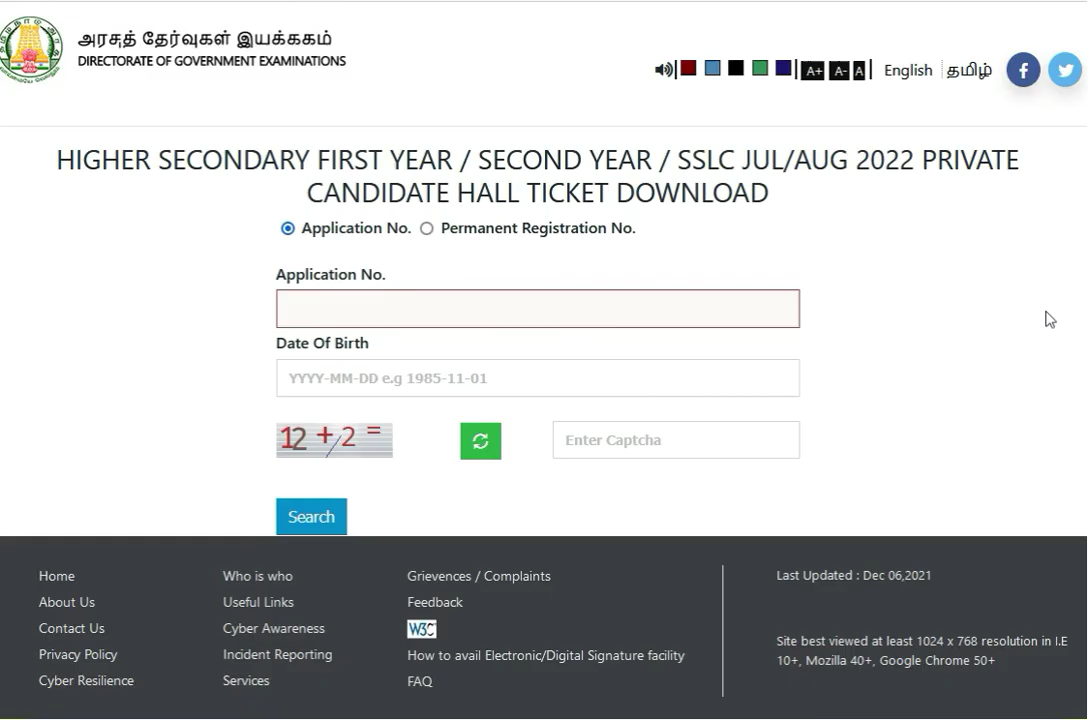 அரசுத் தேர்வுகள் இயக்ககம்
DIRECTORATE OF GOVERNMENT EXAMINATIONS
A+ A- A English தமிழ்
HIGHER SECONDARY FIRST YEAR / SECOND YEAR / SSLC JUL/AUG 2022 PRIVATE
CANDIDATE HALL TICKET DOWNLOAD
Application No. Permanent Registration No.
Application No.
Date Of Birth
YYYY-MM-DD e.g 1985-11-01
12 + 2 =
Enter Captcha
Search
Home
About Us
Contact Us
Privacy Policy
Cyber Resilience
Who is who
Useful Links
Cyber Awareness
Incident Reporting
Services
Grievences / Complaints
Feedback
W3C
How to avail Electronic/Digital Signature facility
FAQ
Last Updated : Dec 06,2021
Site best viewed at least 1024 x 768 resolution in I.E
10+, Mozilla 40+, Google Chrome 50+